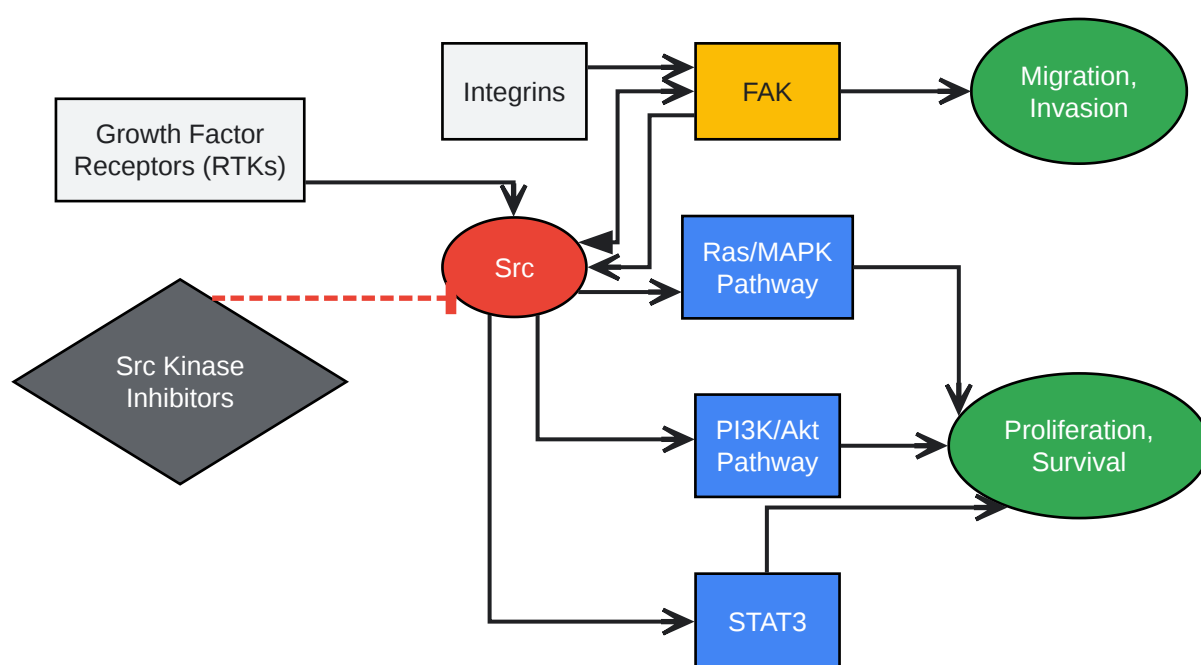 Integrins
FAK
Migration,
Invasion
Growth Factor
Receptors (RTKs)
Src
Ras/MAPK
Pathway
Src Kinase
Inhibitors
PI3K/Akt
Pathway
Proliferation,
Survival
STAT3